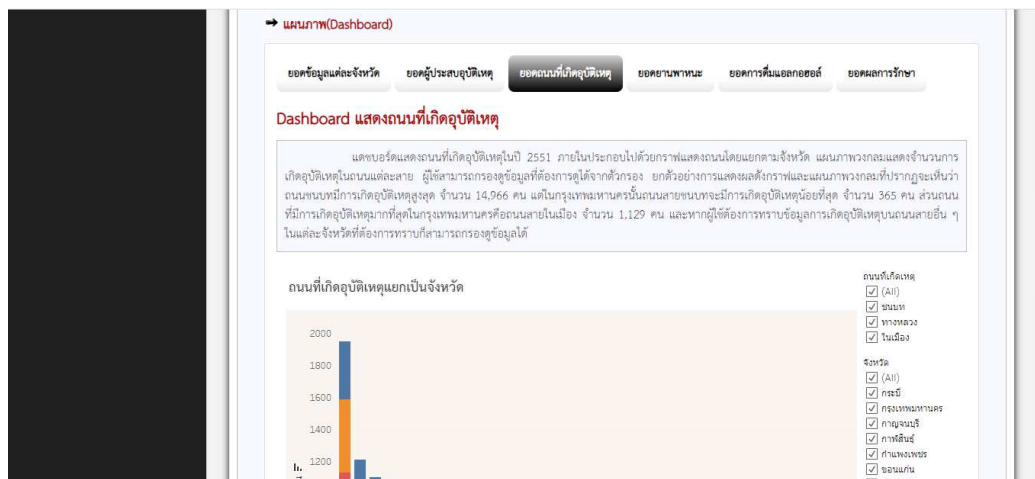 ➡ แผนภาพ(Dashboard)
ยอดข้อมูลแต่ละจังหวัด ยอดผู้ประสบอุบัติเหตุ ยอดถนนที่เกิดอุบัติเหตุ ยอดยานพาหนะ ยอดการดื่มแอลกอฮอล์ ยอดผลการรักษา
Dashboard แสดงถนนที่เกิดอุบัติเหตุ
แดชบอร์ดแสดงถนนที่เกิดอุบัติเหตุในปี 2551 ภายในประกอบไปด้วยกราฟแสดงถนนโดยแยกตามจังหวัด แผนภาพวงกลมแสดงจำนวนการ
เกิดอุบัติเหตุในถนนแต่ละสาย ผู้ใช้สามารถกรองดูข้อมูลที่ต้องการดูได้จากตัวกรอง ยกตัวอย่างการแสดงผลดังกราฟและแผนภาพวงกลมที่ปรากฏจะเห็นว่า
ถนนชนบทมีการเกิดอุบัติเหตุสูงสุด จำนวน 14,966 คน แต่ในกรุงเทพมหานครนั้นถนนสายชนบทจะมีการเกิดอุบัติเหตุน้อยที่สุด จำนวน 365 คน ส่วนถนน
ที่มีการเกิดอุบัติเหตุมากที่สุดในกรุงเทพมหานครคือถนนสายในเมือง จำนวน 1,129 คน และหากผู้ใช้ต้องการทราบข้อมูลการเกิดอุบัติเหตุบนถนนสายอื่น ๆ
ในแต่ละจังหวัดที่ต้องการทราบก็สามารถกรองดูข้อมูลได้
ถนนที่เกิดอุบัติเหตุแยกเป็นจังหวัด
2000
1800
1600
1400
1200
ถนนที่เกิดเหตุ
(All)
ชนบท
ทางหลวง
ในเมือง
จังหวัด
(All)
กระบี่
กรุงเทพมหานคร
กาญจนบุรี
กาฬสินธุ์
กำแพงเพชร
ขอนแก่น